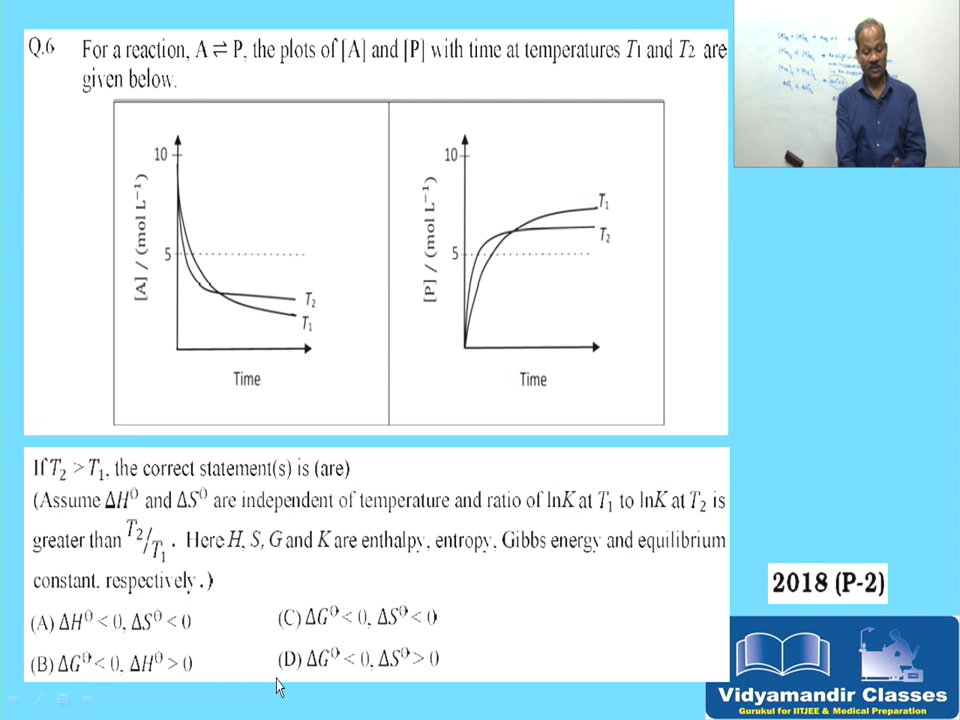 Q.6 For a reaction, A ⇌ P, the plots of [A] and [P] with time at temperatures T1 and T2 are
given below.
10
5
[A] / (mol L⁻¹)
T₂
T₁
Time
10
5
[P] / (mol L⁻¹)
T₁
T₂
Time
If T₂ > T₁, the correct statement(s) is (are)
(Assume ΔH⁰ and ΔS⁰ are independent of temperature and ratio of lnK at T₁ to lnK at T₂ is
greater than T₂/T₁. Here H, S, G and K are enthalpy, entropy, Gibbs energy and equilibrium
constant, respectively.)
(A) ΔH⁰ < 0, ΔS⁰ < 0
(C) ΔG⁰ < 0, ΔS⁰ < 0
(B) ΔG⁰ < 0, ΔH⁰ > 0
(D) ΔG⁰ < 0, ΔS⁰ > 0
2018 (P-2)
Vidyamandir Classes
Gurukul for IITJEE & Medical Preparation